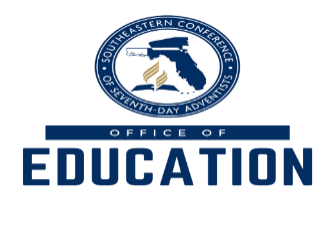 SOUTHEASTERN CONFERENCE
OF SEVENTH-DAY ADVENTISTS
OFFICE OF
EDUCATION